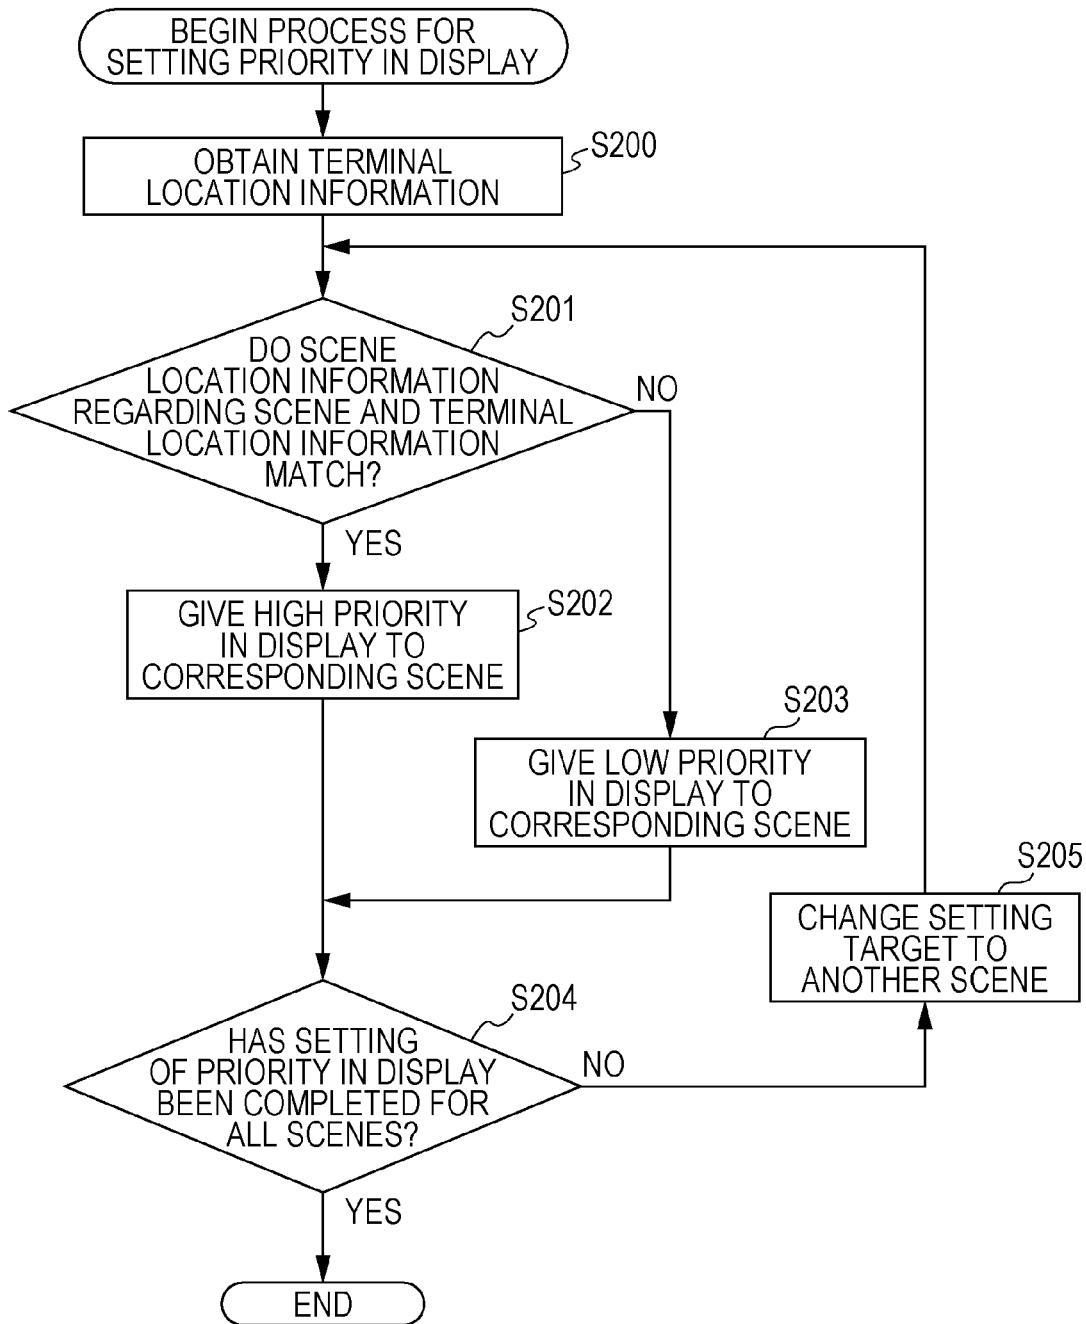 BEGIN PROCESS FOR
SETTING PRIORITY IN DISPLAY
OBTAIN TERMINAL
LOCATION INFORMATION
S200
S201
DO SCENE
LOCATION INFORMATION
REGARDING SCENE AND TERMINAL
LOCATION INFORMATION
MATCH?
NO
YES
GIVE HIGH PRIORITY
IN DISPLAY TO
CORRESPONDING SCENE
S202
S203
GIVE LOW PRIORITY
IN DISPLAY TO
CORRESPONDING SCENE
S205
CHANGE SETTING
TARGET TO
ANOTHER SCENE
S204
HAS SETTING
OF PRIORITY IN DISPLAY
BEEN COMPLETED FOR
ALL SCENES?
NO
YES
END